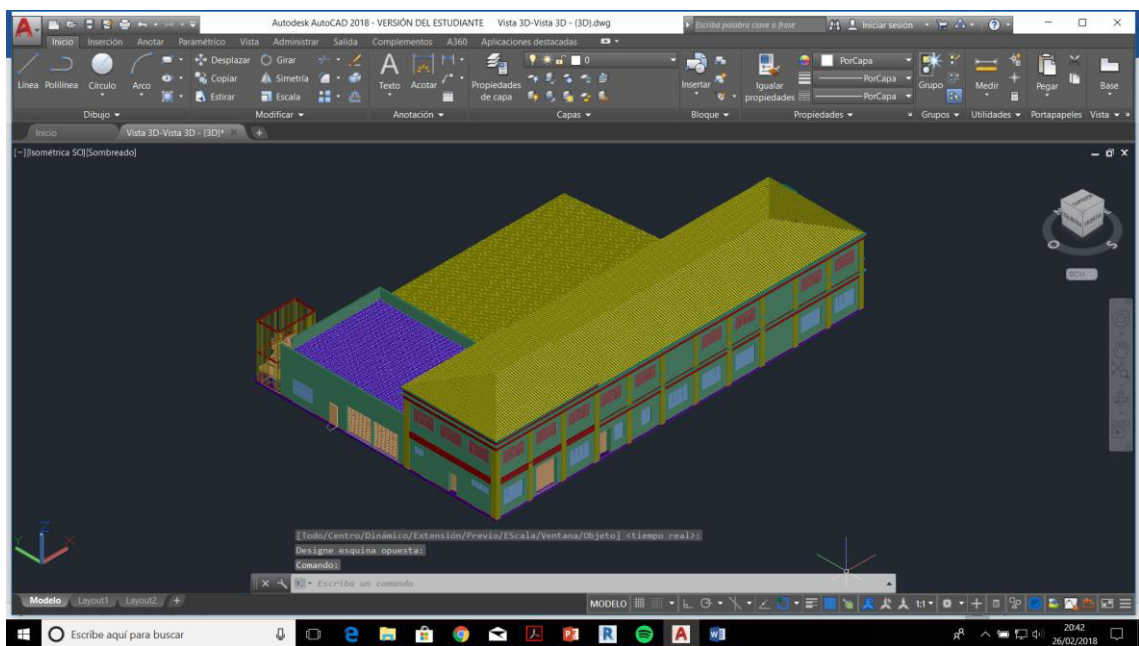 Autodesk AutoCAD 2018 - VERSIÓN DEL ESTUDIANTE Vista 3D-Vista 3D - (3D).dwg
Escriba palabra clave o frase
Iniciar sesión
Inicio Inserción Anotar Paramétrico Vista Administrar Salida Complementos A360 Aplicaciones destacadas
Línea Polilínea Círculo Arco
Desplazar Girar
Copiar Simetría
Estirar Escala
Texto Acotar
Propiedades de capa
0
Insertar
Igualar propiedades
PorCapa
PorCapa
PorCapa
Grupo Medir Pegar Base
Dibujo Modificar Anotación Capas Bloque Propiedades Grupos Utilidades Portapapeles Vista
Inicio Vista 3D-Vista 3D - (3D)*
[−][Isométrica SO][Sombreado]
SCU
Z
Y X
[Todo/Centro/Dinámico/Extensión/Previo/EScala/Ventana/Objeto] <tiempo real>:
Designe esquina opuesta:
Comando:
Escriba un comando
Modelo Layout1 Layout2 +
MODELO
1:1
Escribe aquí para buscar
20:42
26/02/2018